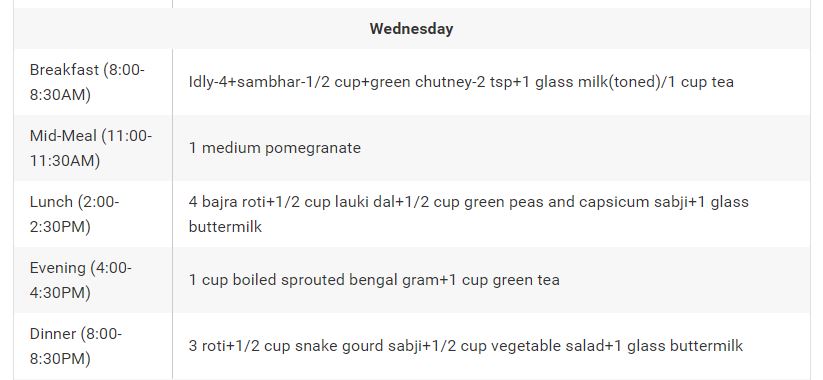 Wednesday
Breakfast (8:00-
8:30AM)
Idly-4+sambhar-1/2 cup+green chutney-2 tsp+1 glass milk(toned)/1 cup tea
Mid-Meal (11:00-
11:30AM)
1 medium pomegranate
Lunch (2:00-
2:30PM)
4 bajra roti+1/2 cup lauki dal+1/2 cup green peas and capsicum sabji+1 glass
buttermilk
Evening (4:00-
4:30PM)
1 cup boiled sprouted bengal gram+1 cup green tea
Dinner (8:00-
8:30PM)
3 roti+1/2 cup snake gourd sabji+1/2 cup vegetable salad+1 glass buttermilk